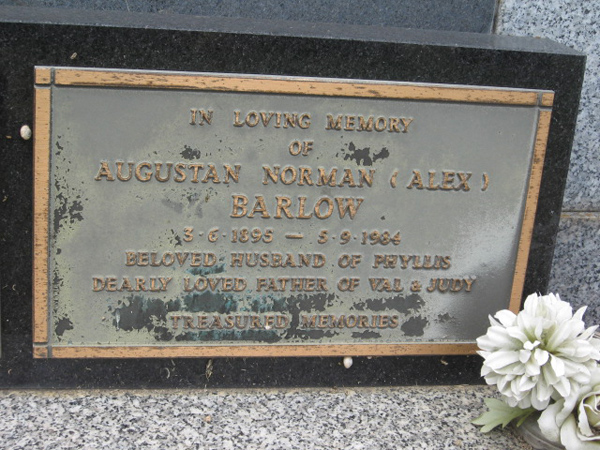 IN LOVING MEMORY
OF
AUGUSTAN NORMAN (ALEX)
BARLOW
3·6·1895 — 5·9·1984
BELOVED HUSBAND OF PHYLLIS
DEARLY LOVED FATHER OF VAL & JUDY
TREASURED MEMORIES